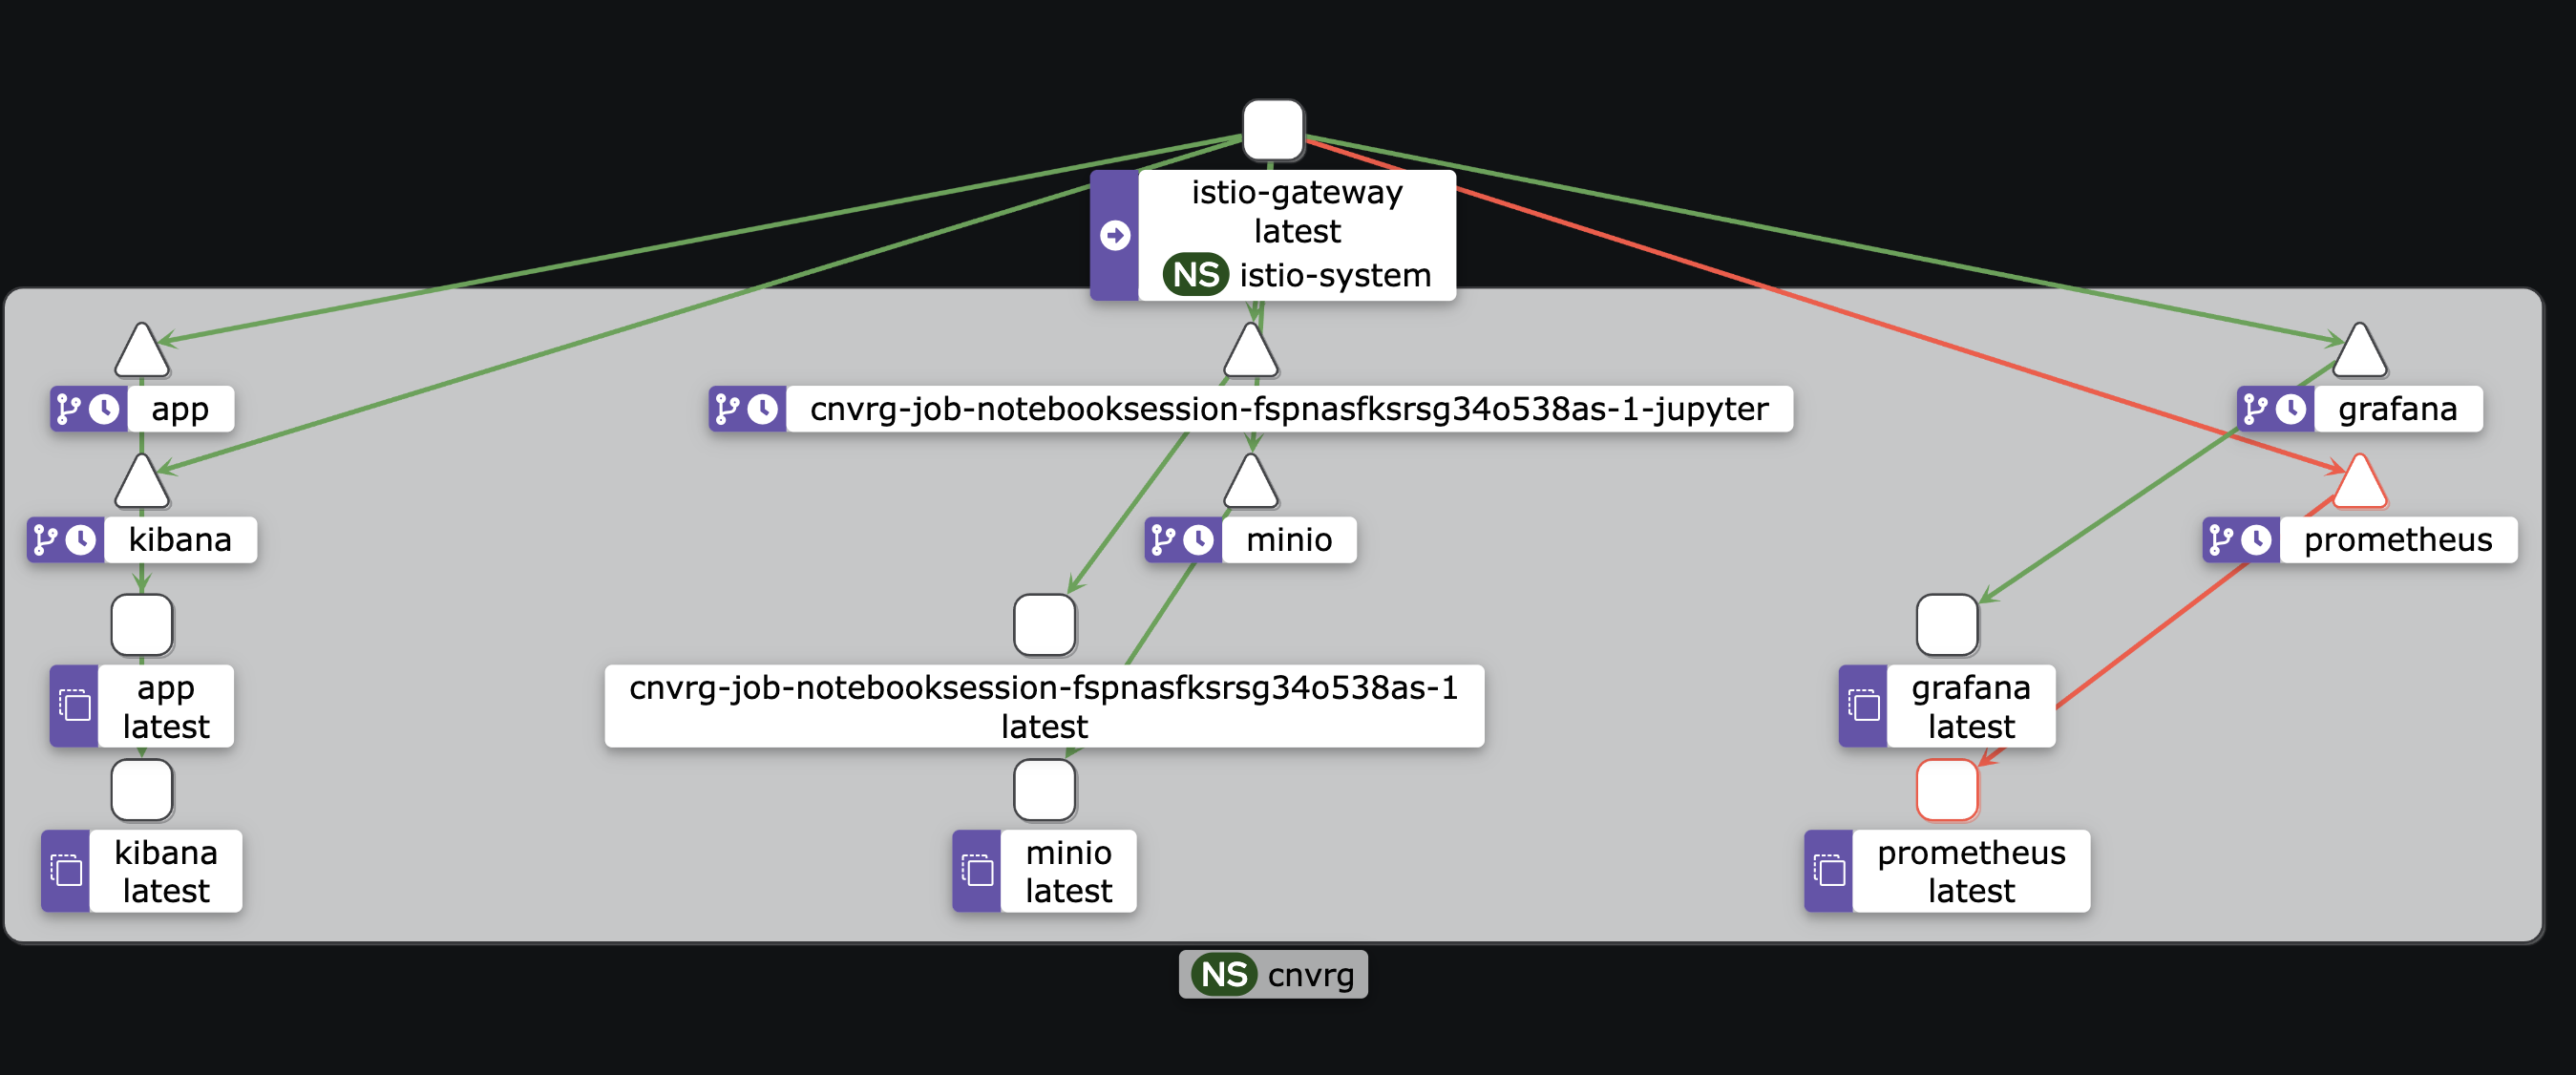 istio-gateway
latest
NS istio-system
app
cnvrg-job-notebooksession-fspnasfksrsg34o538as-1-jupyter
grafana
kibana
minio
prometheus
app
latest
cnvrg-job-notebooksession-fspnasfksrsg34o538as-1
latest
grafana
latest
kibana
latest
minio
latest
prometheus
latest
NS cnvrg